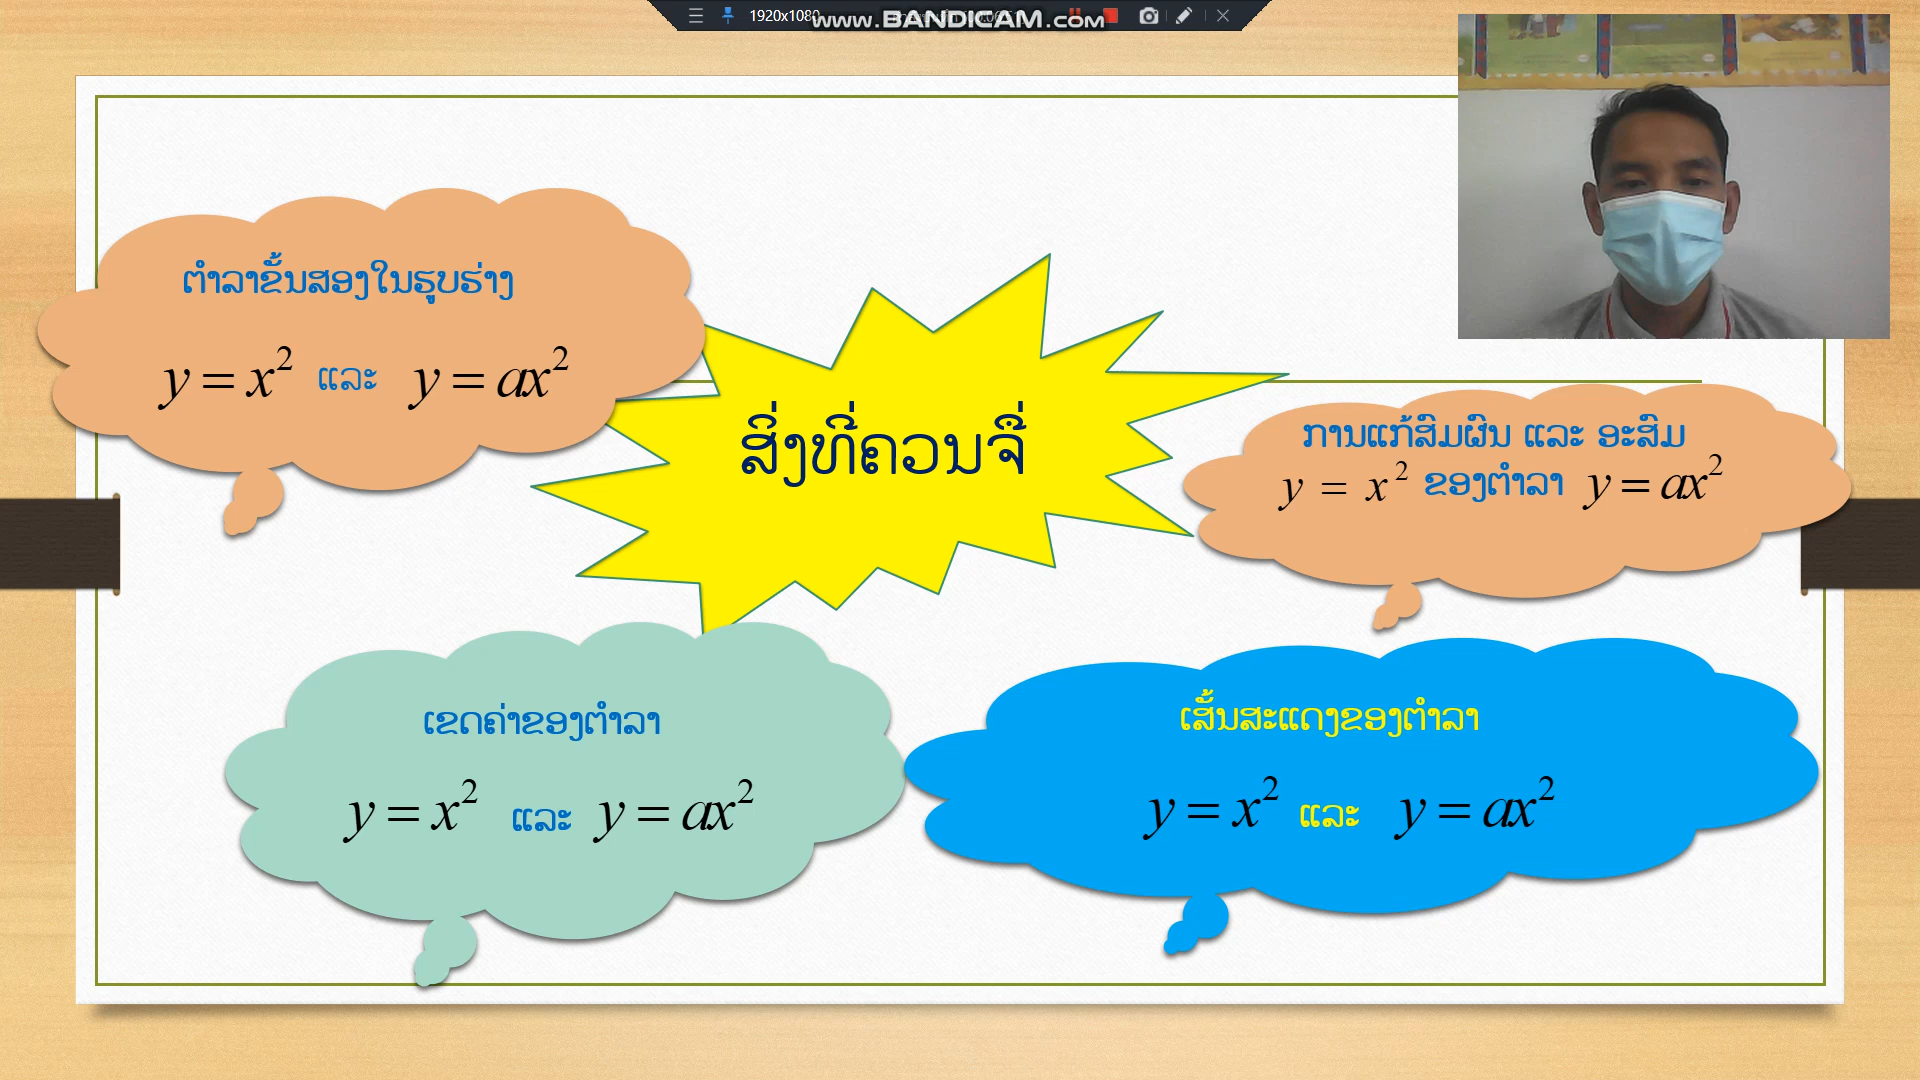 1920x1080
www.BANDICAM.com
ຕຳລາຂັ້ນສອງໃນຮູບຮ່າງ
y = x² ແລະ y = ax²
ສິ່ງທີ່ຄວນຈື່
ການແກ້ສົມຜົນ ແລະ ອະສົມ
y = x² ຂອງຕຳລາ y = ax²
ເຂດຄ່າຂອງຕຳລາ
y = x² ແລະ y = ax²
ເສັ້ນສະແດງຂອງຕຳລາ
y = x² ແລະ y = ax²